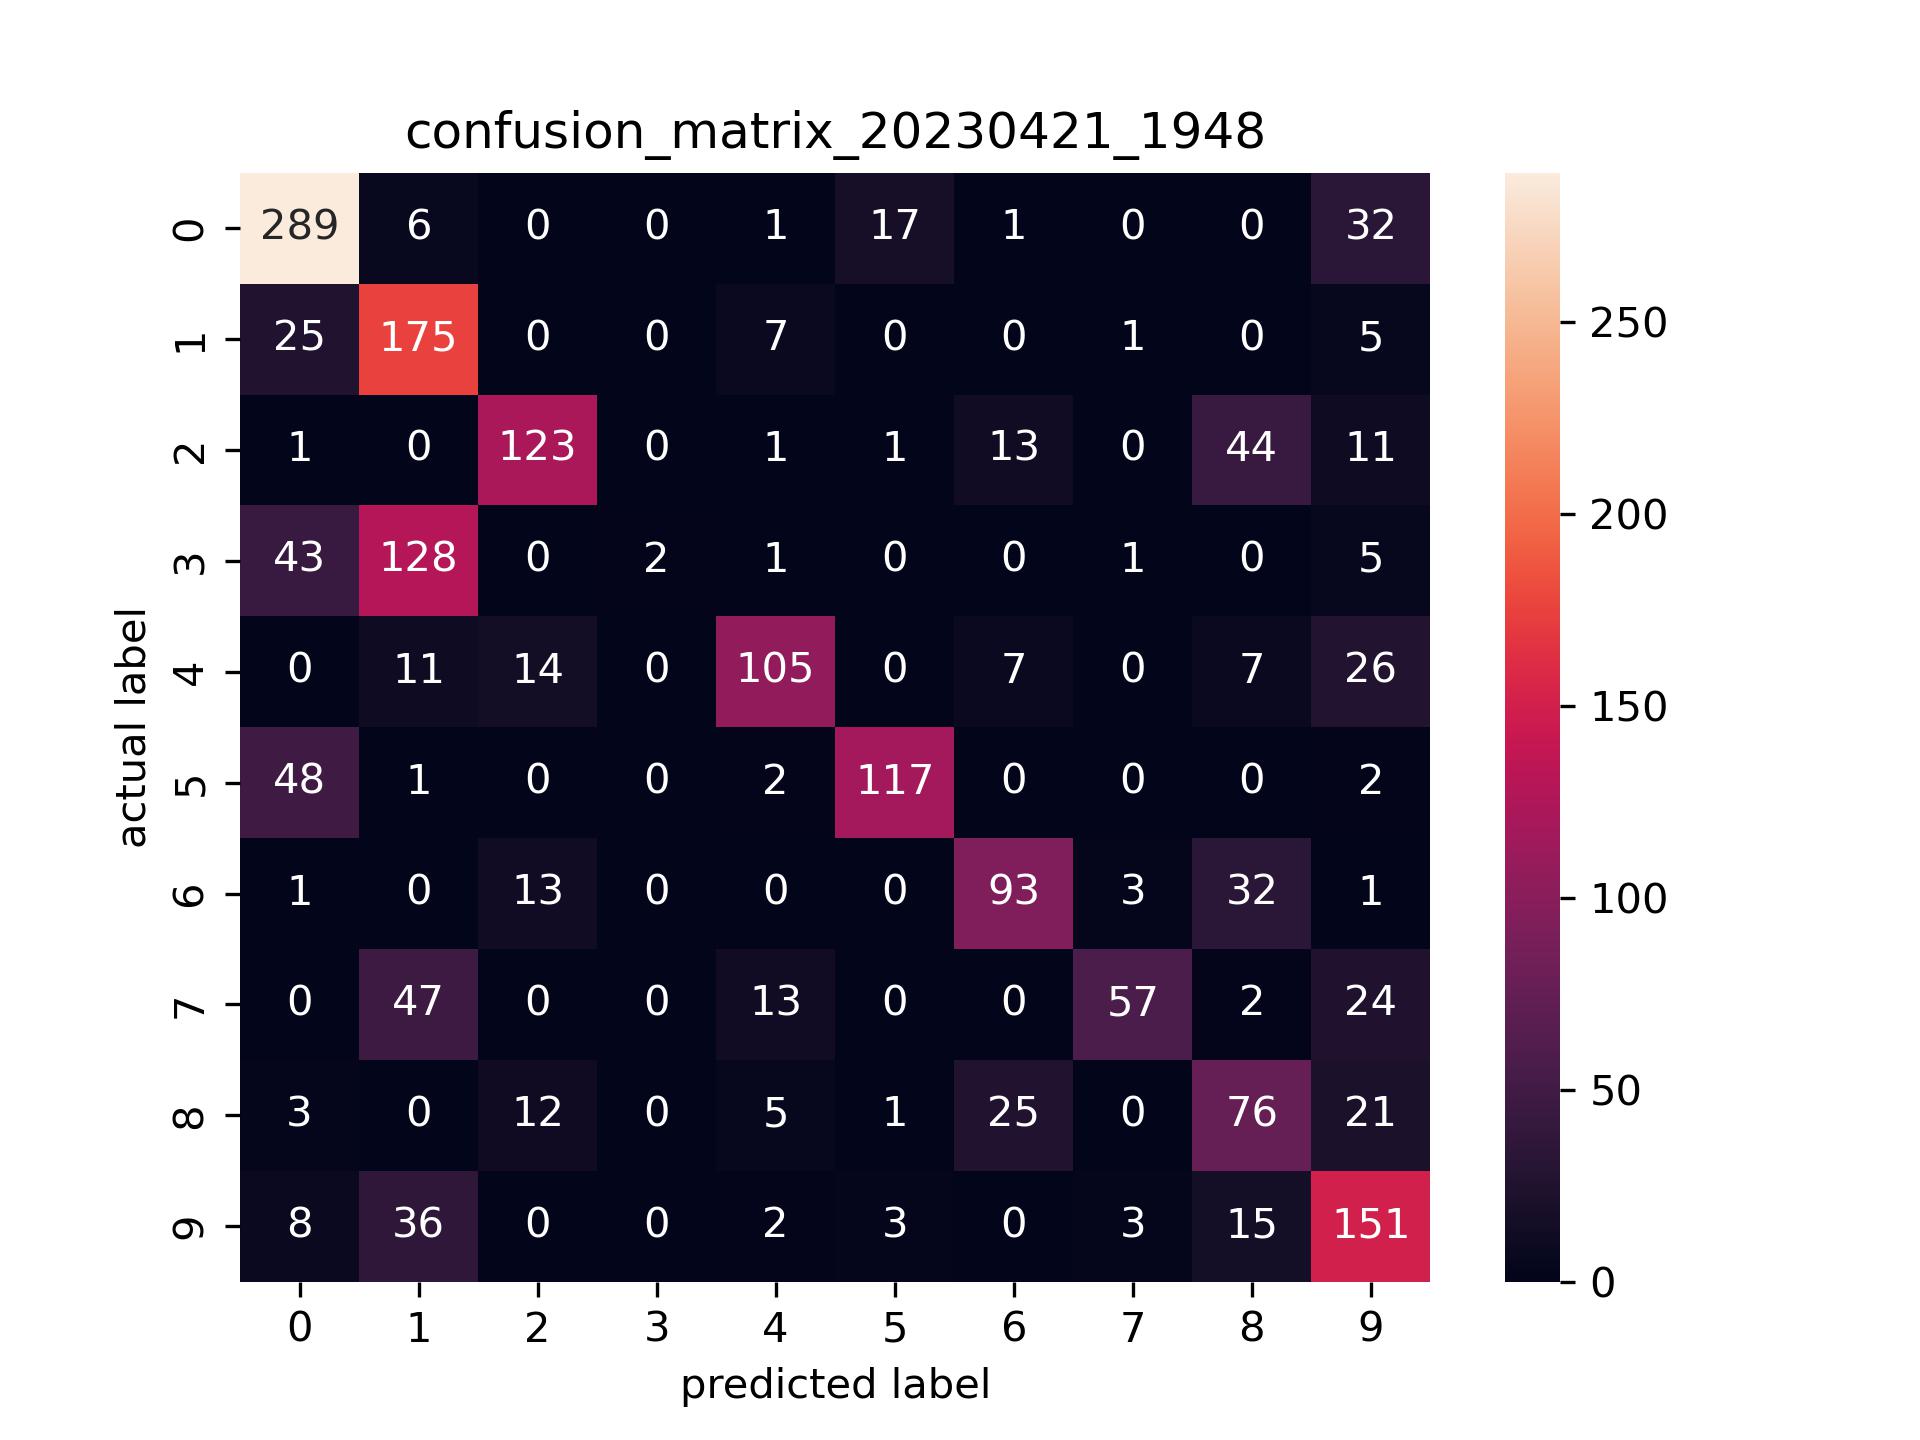 confusion_matrix_20230421_1948
0 289 6 0 0 1 17 1 0 0 32
1 25 175 0 0 7 0 0 1 0 5
2 1 0 123 0 1 1 13 0 44 11
3 43 128 0 2 1 0 0 1 0 5
4 0 11 14 0 105 0 7 0 7 26
5 48 1 0 0 2 117 0 0 0 2
6 1 0 13 0 0 0 93 3 32 1
7 0 47 0 0 13 0 0 57 2 24
8 3 0 12 0 5 1 25 0 76 21
9 8 36 0 0 2 3 0 3 15 151
0 1 2 3 4 5 6 7 8 9
predicted label
actual label
250
200
150
100
50
0